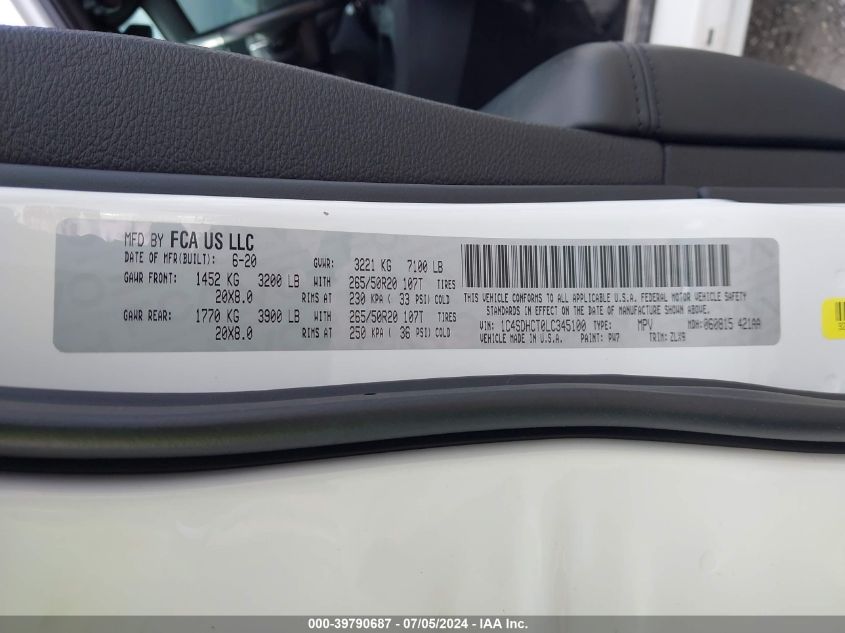 MFD BY FCA US LLC
DATE OF MFR(BUILT): 6-20 GVWR: 3221 KG 7100 LB
GAWR FRONT: 1452 KG 3200 LB WITH 265/50R20 107T TIRES
20X8.0 RIMS AT 230 KPA ( 33 PSI) COLD
GAWR REAR: 1770 KG 3900 LB WITH 265/50R20 107T TIRES
20X8.0 RIMS AT 250 KPA ( 36 PSI) COLD
THIS VEHICLE CONFORMS TO ALL APPLICABLE U.S.A. FEDERAL MOTOR VEHICLE SAFETY
STANDARDS IN EFFECT ON THE DATE OF MANUFACTURE SHOWN ABOVE.
VIN: 1C4SDHCT0LC345100 TYPE: MPV MDH: 060815 421AA
VEHICLE MADE IN U.S.A. PAINT: PW7 TRIM: ZLX9
000-39790687 - 07/05/2024 - IAA Inc.